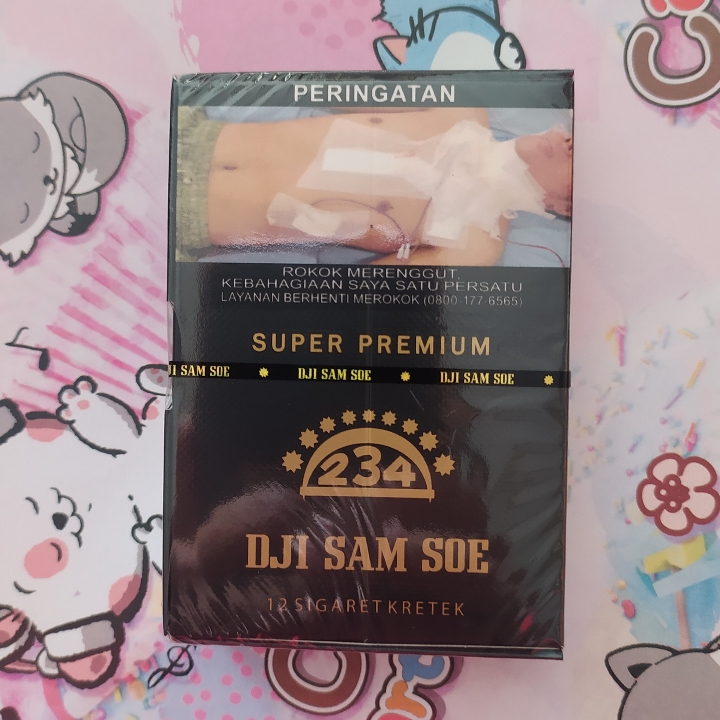 PERINGATAN
ROKOK MERENGGUT.
KEBAHAGIAAN SAYA SATU PERSATU
LAYANAN BERHENTI MEROKOK (0800-177-6565)
SUPER PREMIUM
JI SAM SOE DJI SAM SOE DJI SAM SOE
234
DJI SAM SOE
12 SIGARET KRETEK